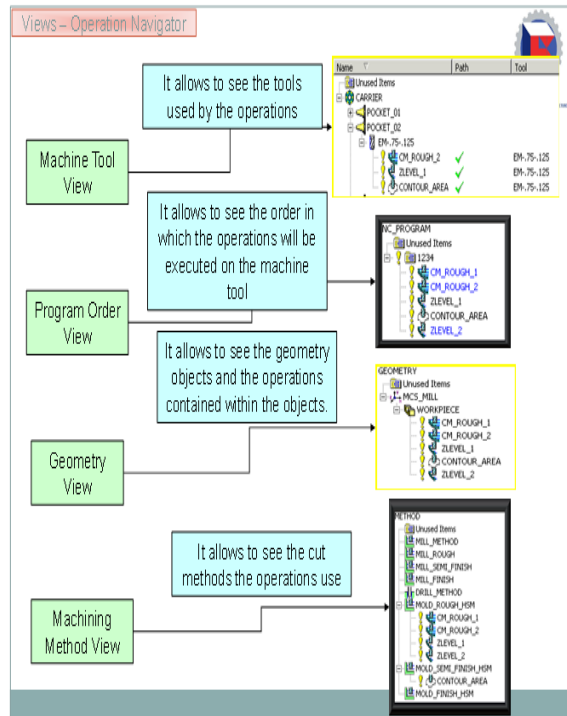 Views – Operation Navigator
It allows to see the tools
used by the operations
Machine Tool
View
Name Path Tool
Unused Items
CARRIER
POCKET_01
POCKET_02
EM-.75-.125
CM_ROUGH_2 EM-.75-.125
ZLEVEL_1 EM-.75-.125
CONTOUR_AREA EM-.75-.125
It allows to see the order in
which the operations will be
executed on the machine
tool
Program Order
View
NC_PROGRAM
Unused Items
1234
CM_ROUGH_1
CM_ROUGH_2
ZLEVEL_1
CONTOUR_AREA
ZLEVEL_2
It allows to see the geometry
objects and the operations
contained within the objects.
Geometry
View
GEOMETRY
Unused Items
MCS_MILL
WORKPIECE
CM_ROUGH_1
CM_ROUGH_2
ZLEVEL_1
CONTOUR_AREA
ZLEVEL_2
It allows to see the cut
methods the operations use
Machining
Method View
METHOD
Unused Items
MILL_METHOD
MILL_ROUGH
MILL_SEMI_FINISH
MILL_FINISH
DRILL_METHOD
MOLD_ROUGH_HSM
CM_ROUGH_1
CM_ROUGH_2
ZLEVEL_1
ZLEVEL_2
MOLD_SEMI_FINISH_HSM
CONTOUR_AREA
MOLD_FINISH_HSM